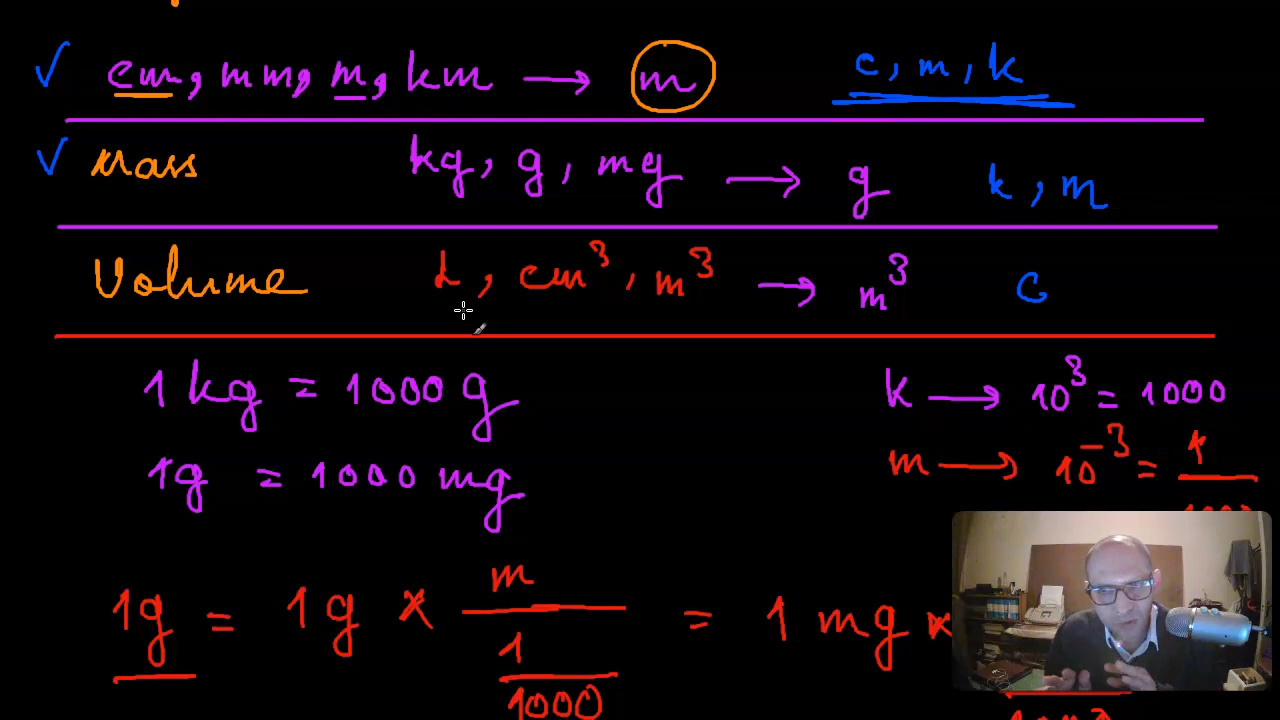 ✓ cm, mm, m, km → m c, m, k
✓ Mass kg, g, mg → g k, m
Volume L, cm³, m³ → m³ c
1 kg = 1000 g
k → 10³ = 1000
1g = 1000 mg
m → 10⁻³ = 1/
1g = 1g × m/(1/1000) = 1 mg ×